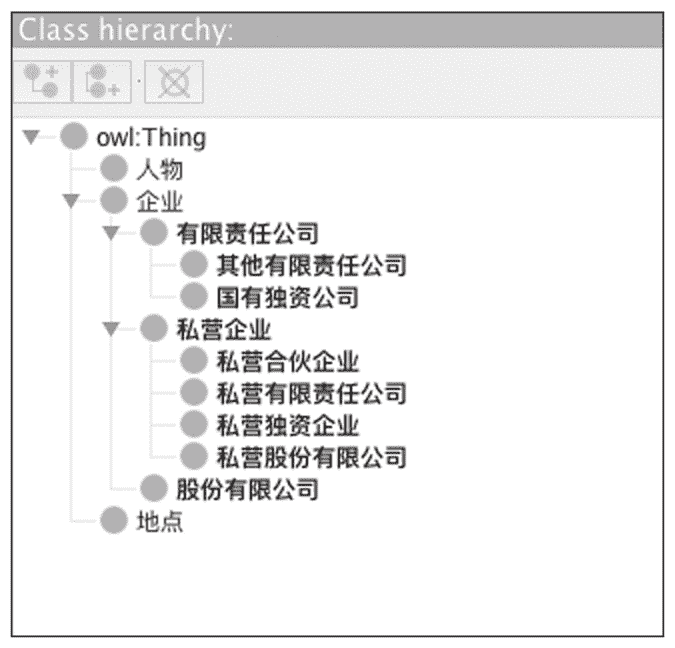 Class hierarchy:
owl:Thing
人物
企业
有限责任公司
其他有限责任公司
国有独资公司
私营企业
私营合伙企业
私营有限责任公司
私营独资企业
私营股份有限公司
股份有限公司
地点